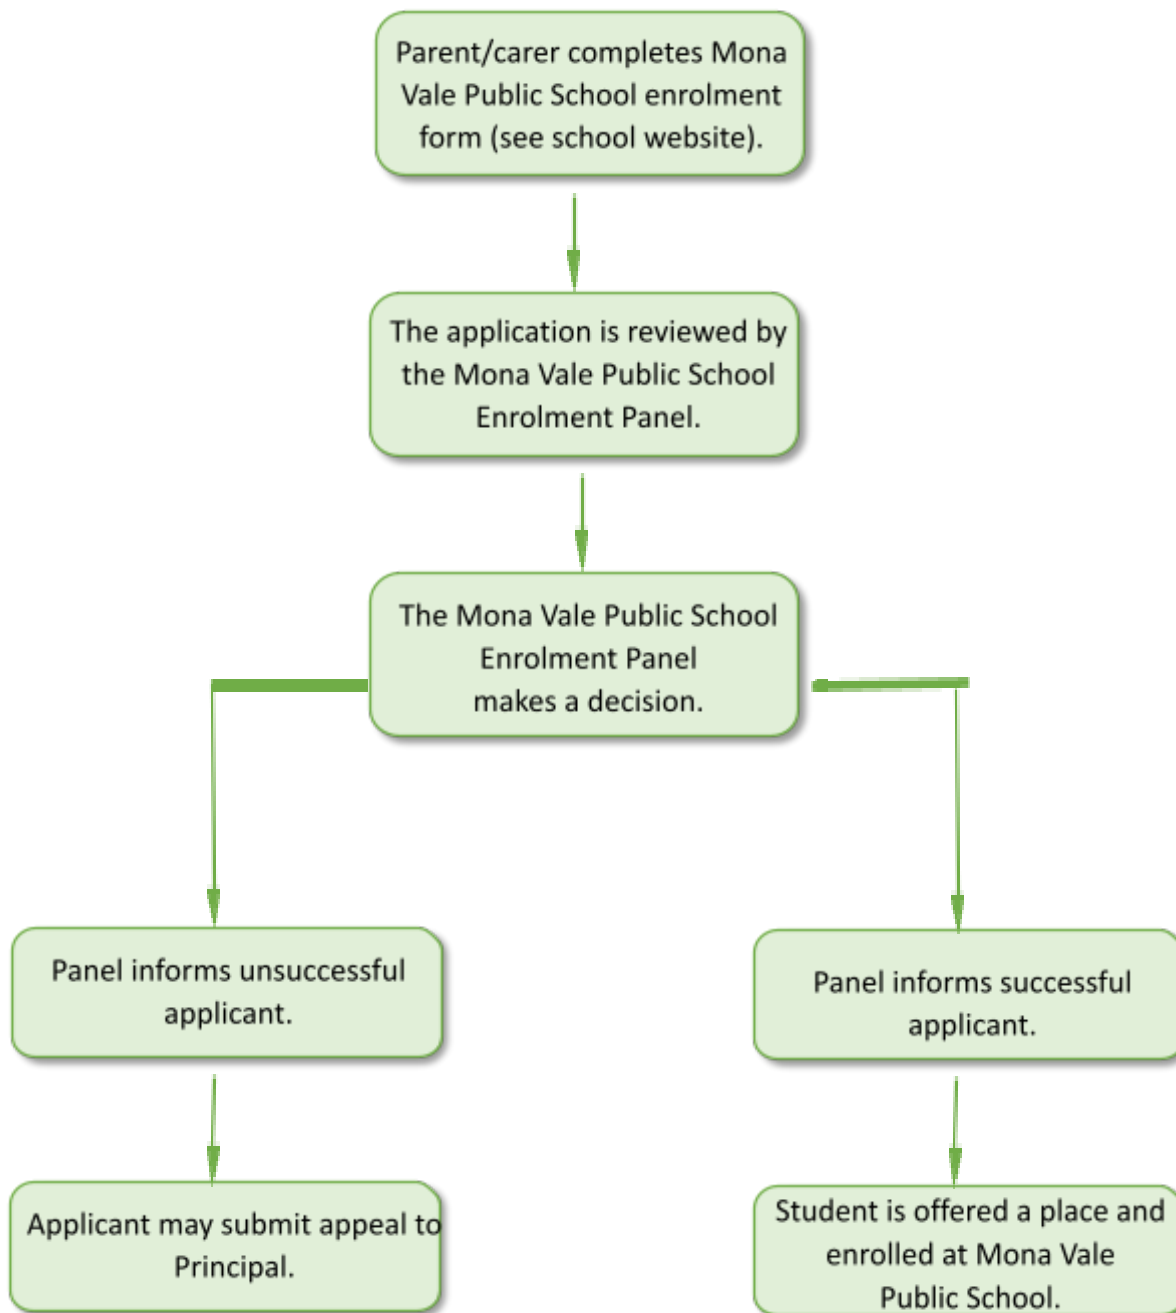 Parent/carer completes Mona
Vale Public School enrolment
form (see school website).
The application is reviewed by
the Mona Vale Public School
Enrolment Panel.
The Mona Vale Public School
Enrolment Panel
makes a decision.
Panel informs unsuccessful
applicant.
Panel informs successful
applicant.
Applicant may submit appeal to
Principal.
Student is offered a place and
enrolled at Mona Vale
Public School.